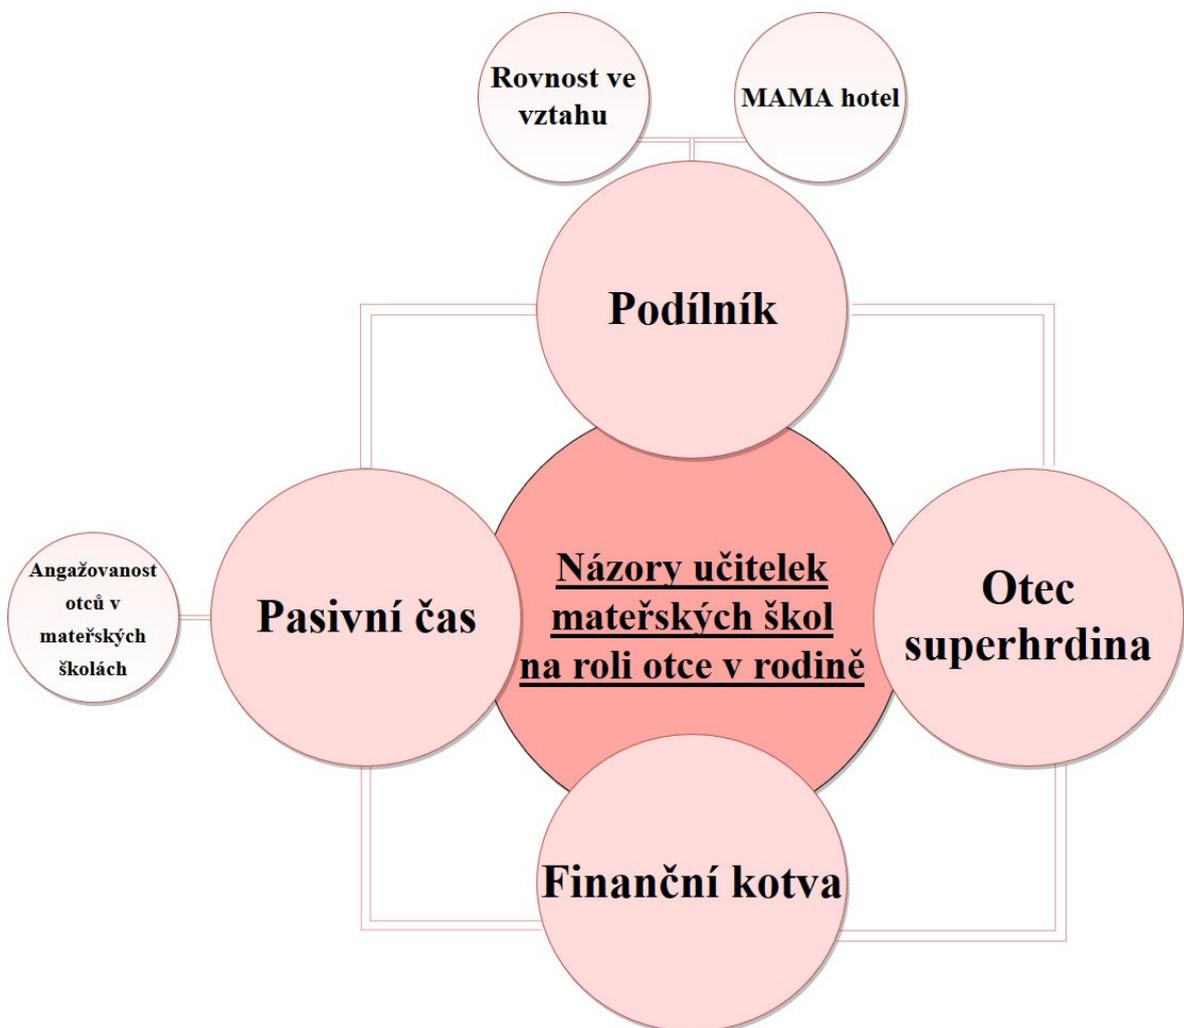 Rovnost ve
vztahu
MAMA hotel
Podílník
Angažovanost
otců v
mateřských
školách
Pasivní čas
Názory učitelek
mateřských škol
na roli otce v rodině
Otec
superhrdina
Finanční kotva